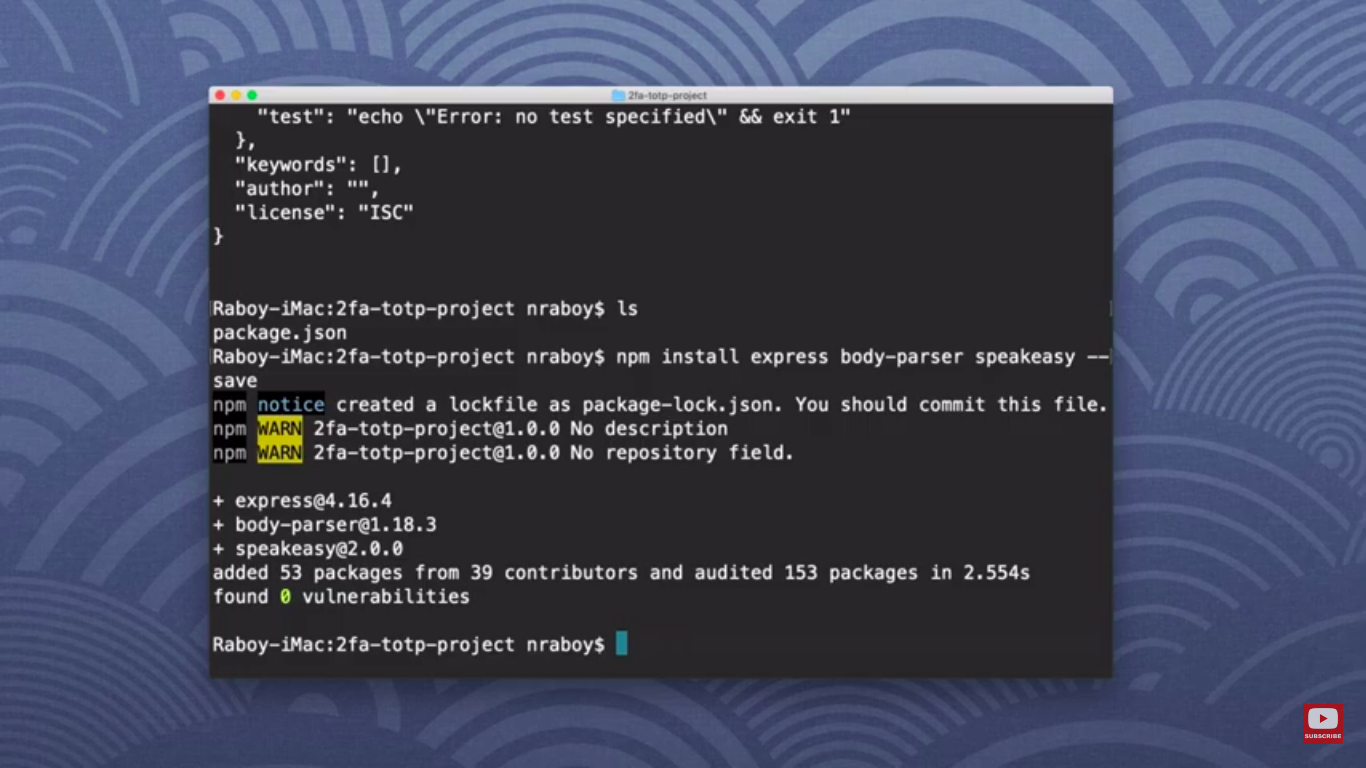 2fa-totp-project
"test": "echo \"Error: no test specified\" && exit 1"
},
"keywords": [],
"author": "",
"license": "ISC"
}
Raboy-iMac:2fa-totp-project nraboy$ ls
package.json
Raboy-iMac:2fa-totp-project nraboy$ npm install express body-parser speakeasy --
save
npm notice created a lockfile as package-lock.json. You should commit this file.
npm WARN 2fa-totp-project@1.0.0 No description
npm WARN 2fa-totp-project@1.0.0 No repository field.
+ express@4.16.4
+ body-parser@1.18.3
+ speakeasy@2.0.0
added 53 packages from 39 contributors and audited 153 packages in 2.554s
found 0 vulnerabilities
Raboy-iMac:2fa-totp-project nraboy$
SUBSCRIBE